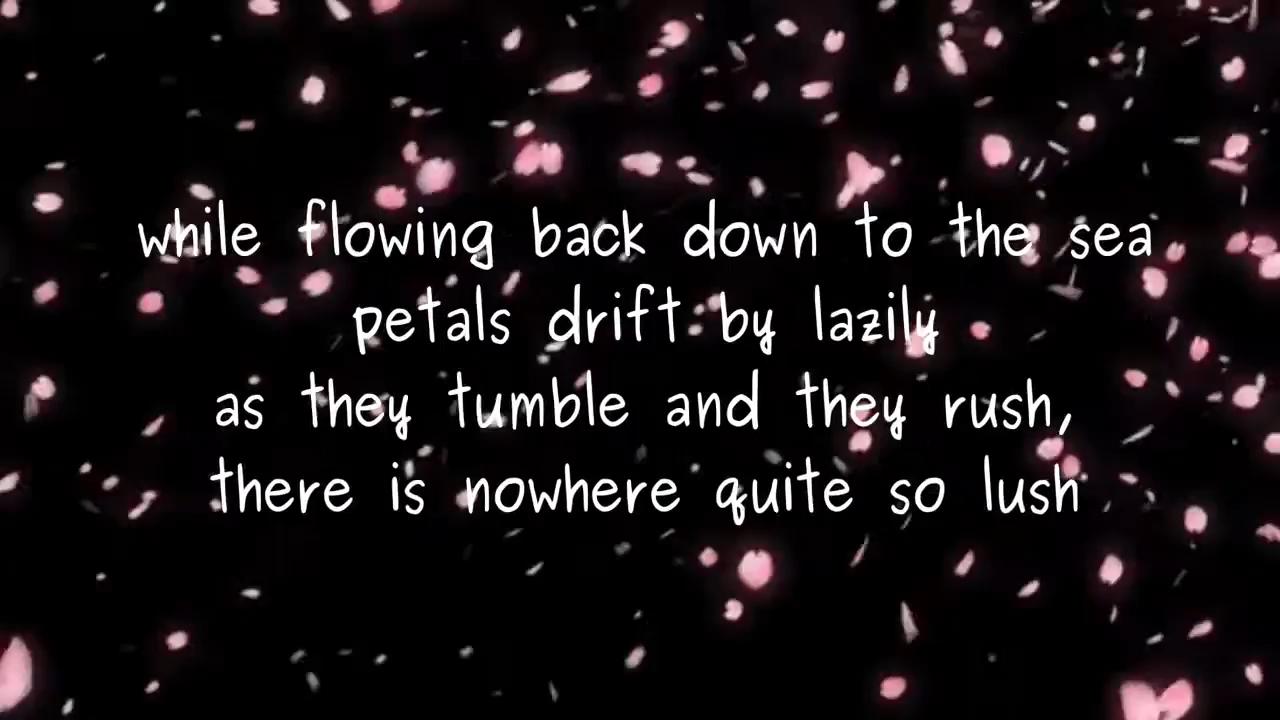 while flowing back down to the sea
petals drift by lazily
as they tumble and they rush,
there is nowhere quite so lush